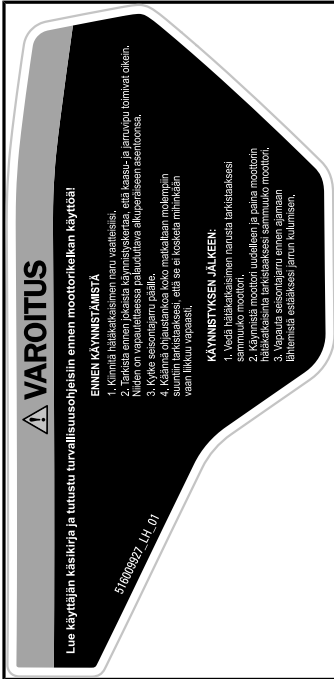 ⚠ VAROITUS
Lue käyttäjän käsikirja ja tutustu turvallisuusohjeisiin ennen moottorikelkan käyttöä!
ENNEN KÄYNNISTÄMISTÄ
1. Kiinnitä hätäkatkaisimen naru vaatteisiisi.
2. Tarkista ennen jokaista käynnistyskertaa, että kaasu- ja jarruvipu toimivat oikein.
Niiden on vapautettaessa palauduttava alkuperäiseen asentoonsa.
3. Kytke seisontajarru päälle.
4. Käännä ohjaustankoa koko matkaltaan molempiin
suuntiin tarkistaaksesi, että se ei kosketa mihinkään
vaan liikkuu vapaasti.
KÄYNNISTYKSEN JÄLKEEN:
1. Vedä hätäkatkaisimen narusta tarkistaaksesi
sammuuko moottori.
2. Käynnistä moottori uudelleen ja paina moottorin
hätäkatkaisinta tarkistaaksesi sammuuko moottori.
3. Vapauta seisontajarru ennen ajamaan
lähtemistä estääksesi jarrun kulumisen.
516009927_LH_01